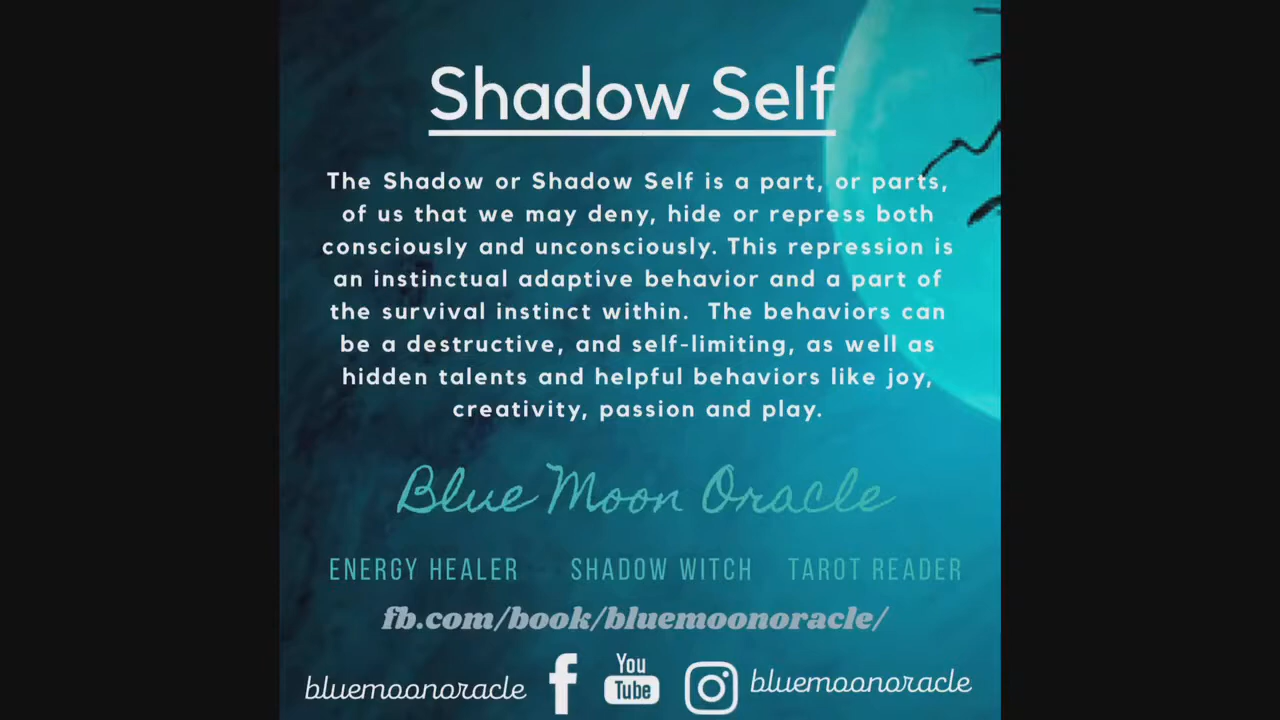 Shadow Self
The Shadow or Shadow Self is a part, or parts,
of us that we may deny, hide or repress both
consciously and unconsciously. This repression is
an instinctual adaptive behavior and a part of
the survival instinct within.  The behaviors can
be a destructive, and self-limiting, as well as
hidden talents and helpful behaviors like joy,
creativity, passion and play.
Blue Moon Oracle
ENERGY HEALER SHADOW WITCH TAROT READER
fb.com/book/bluemoonoracle/
bluemoonoracle f You Tube bluemoonoracle